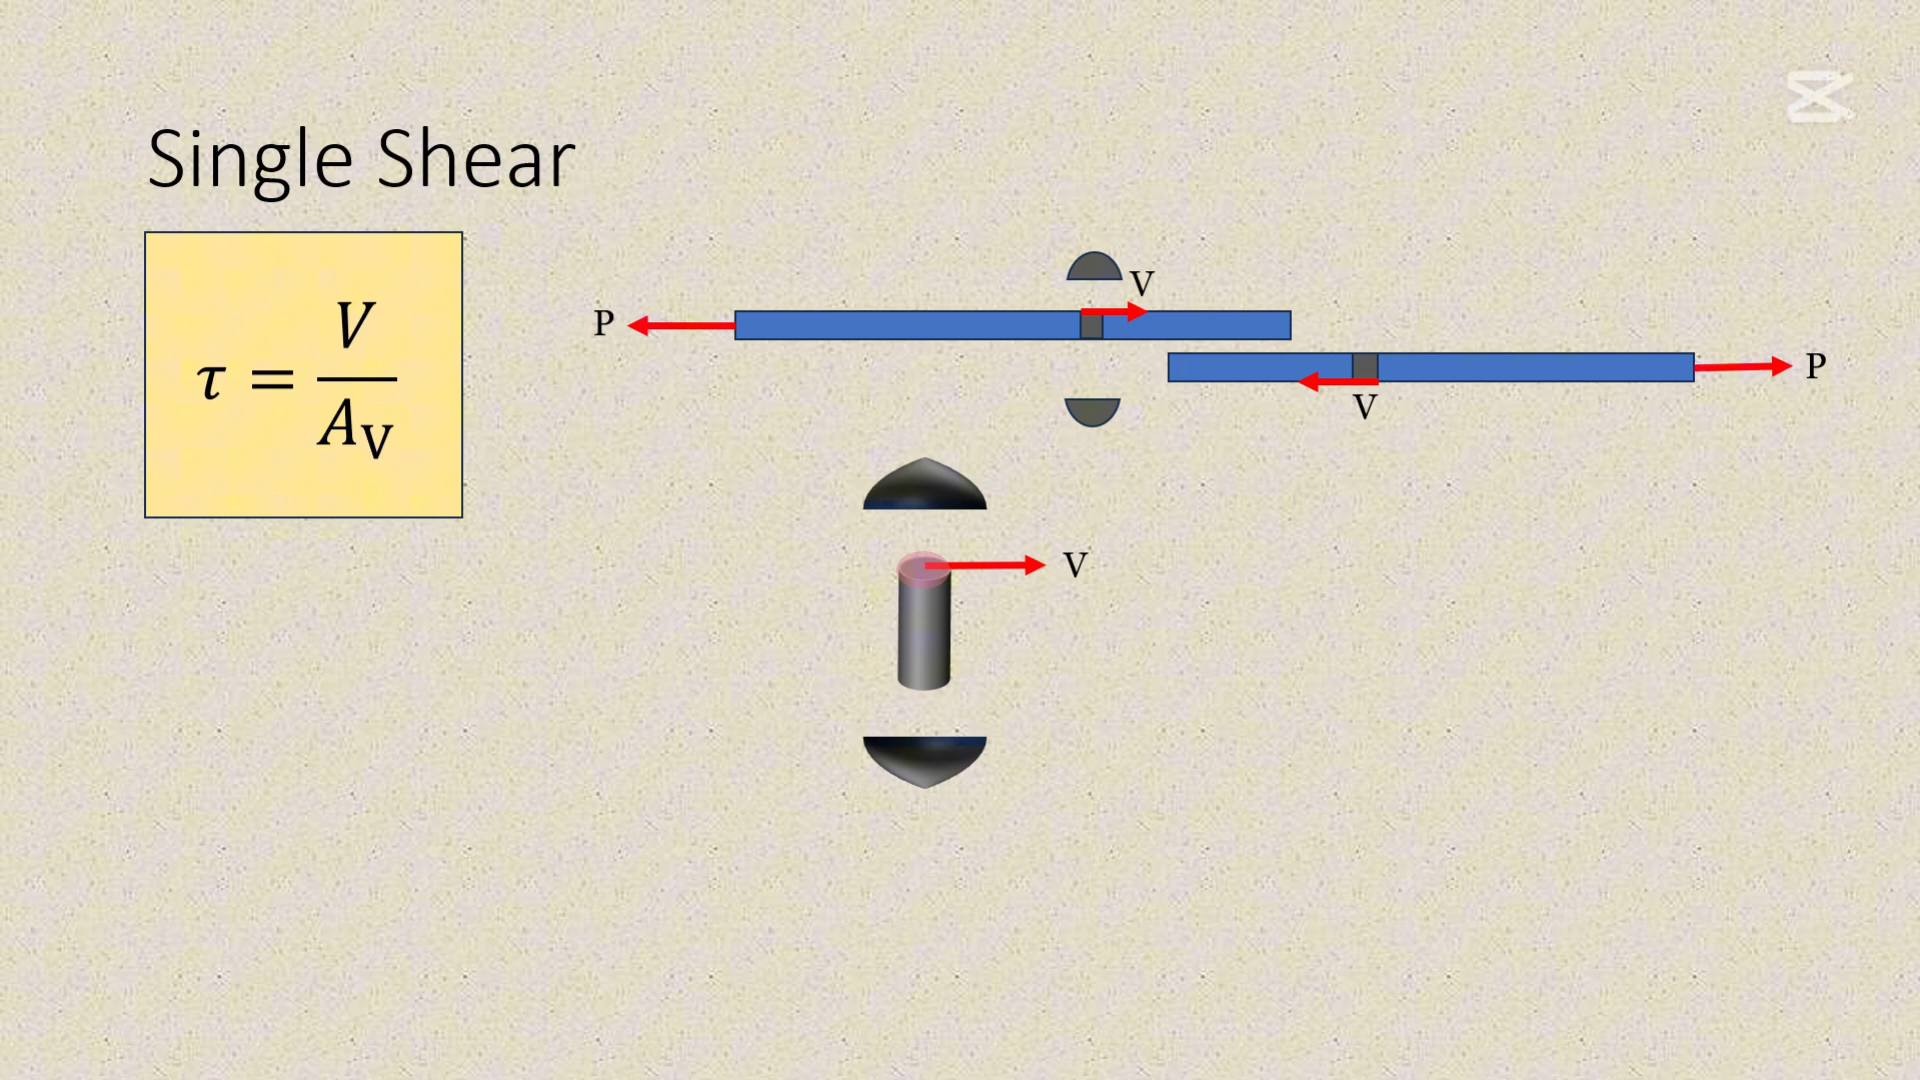 Single Shear
τ = V / A_V
V
P
P
V
V